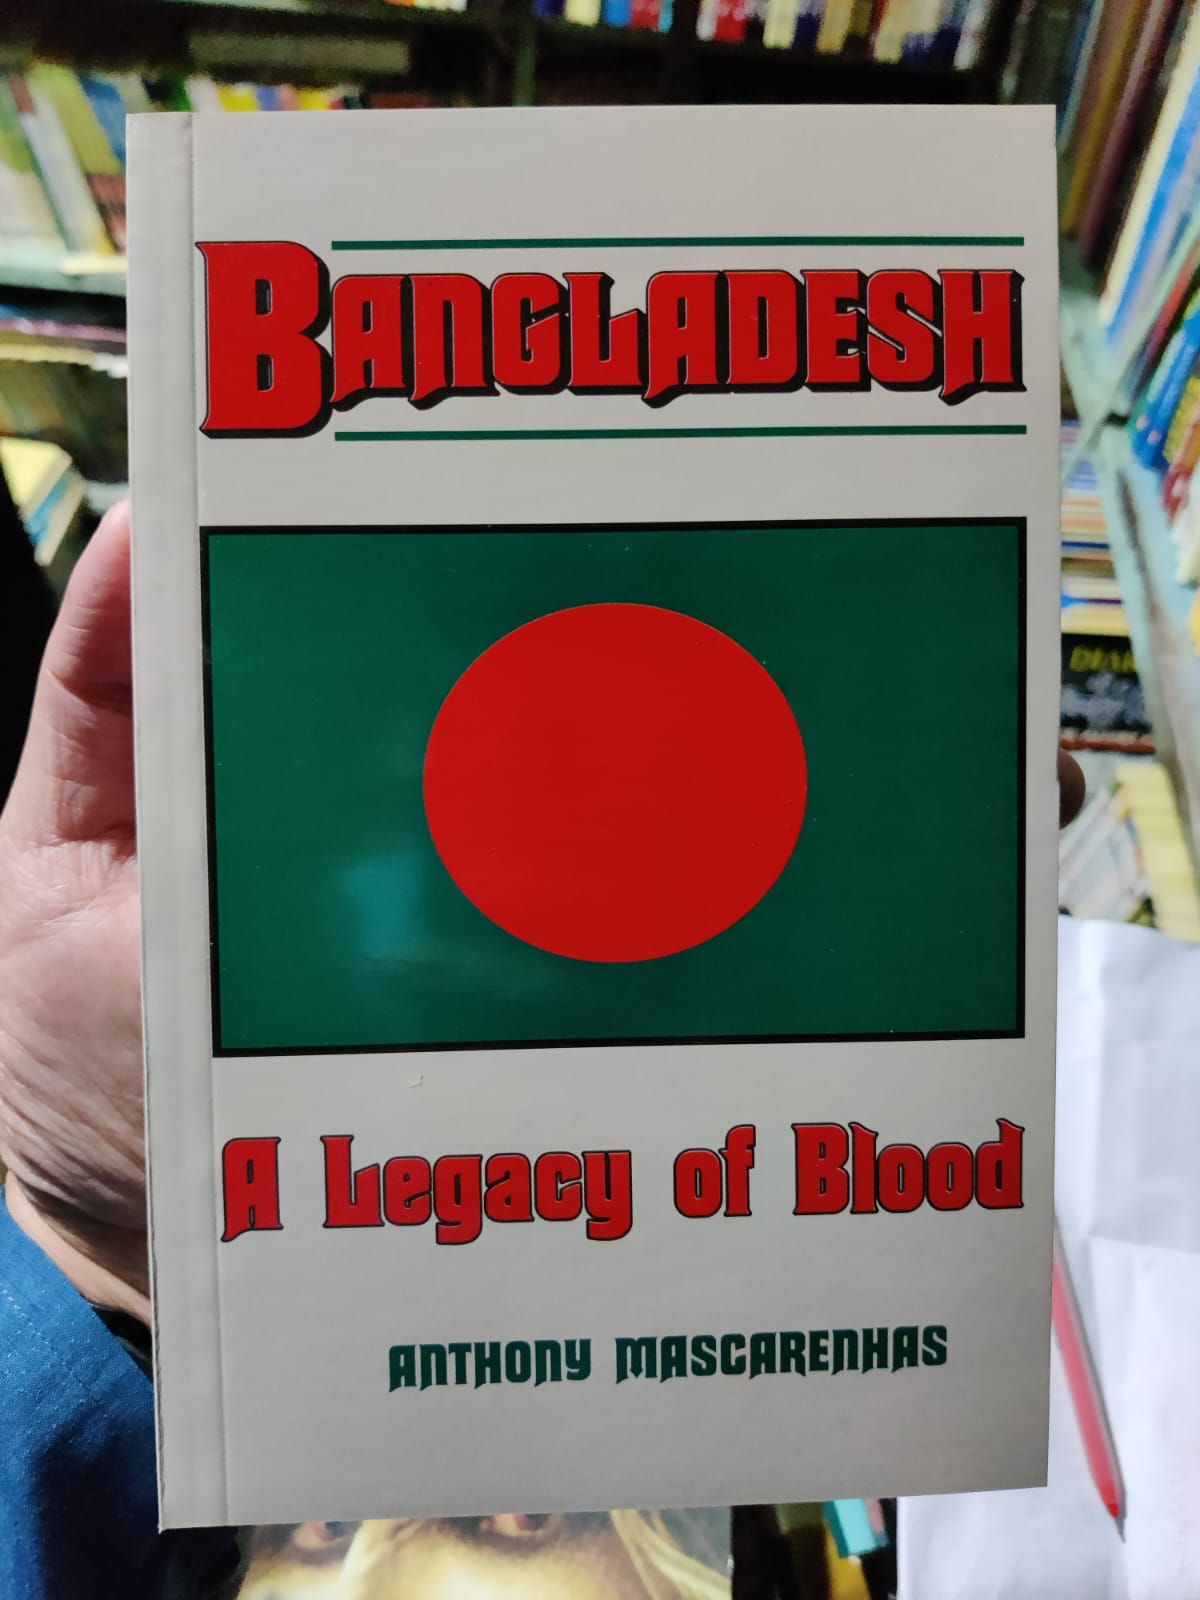 BANGLADESH
A Legacy of Blood
ANTHONY MASCARENHAS